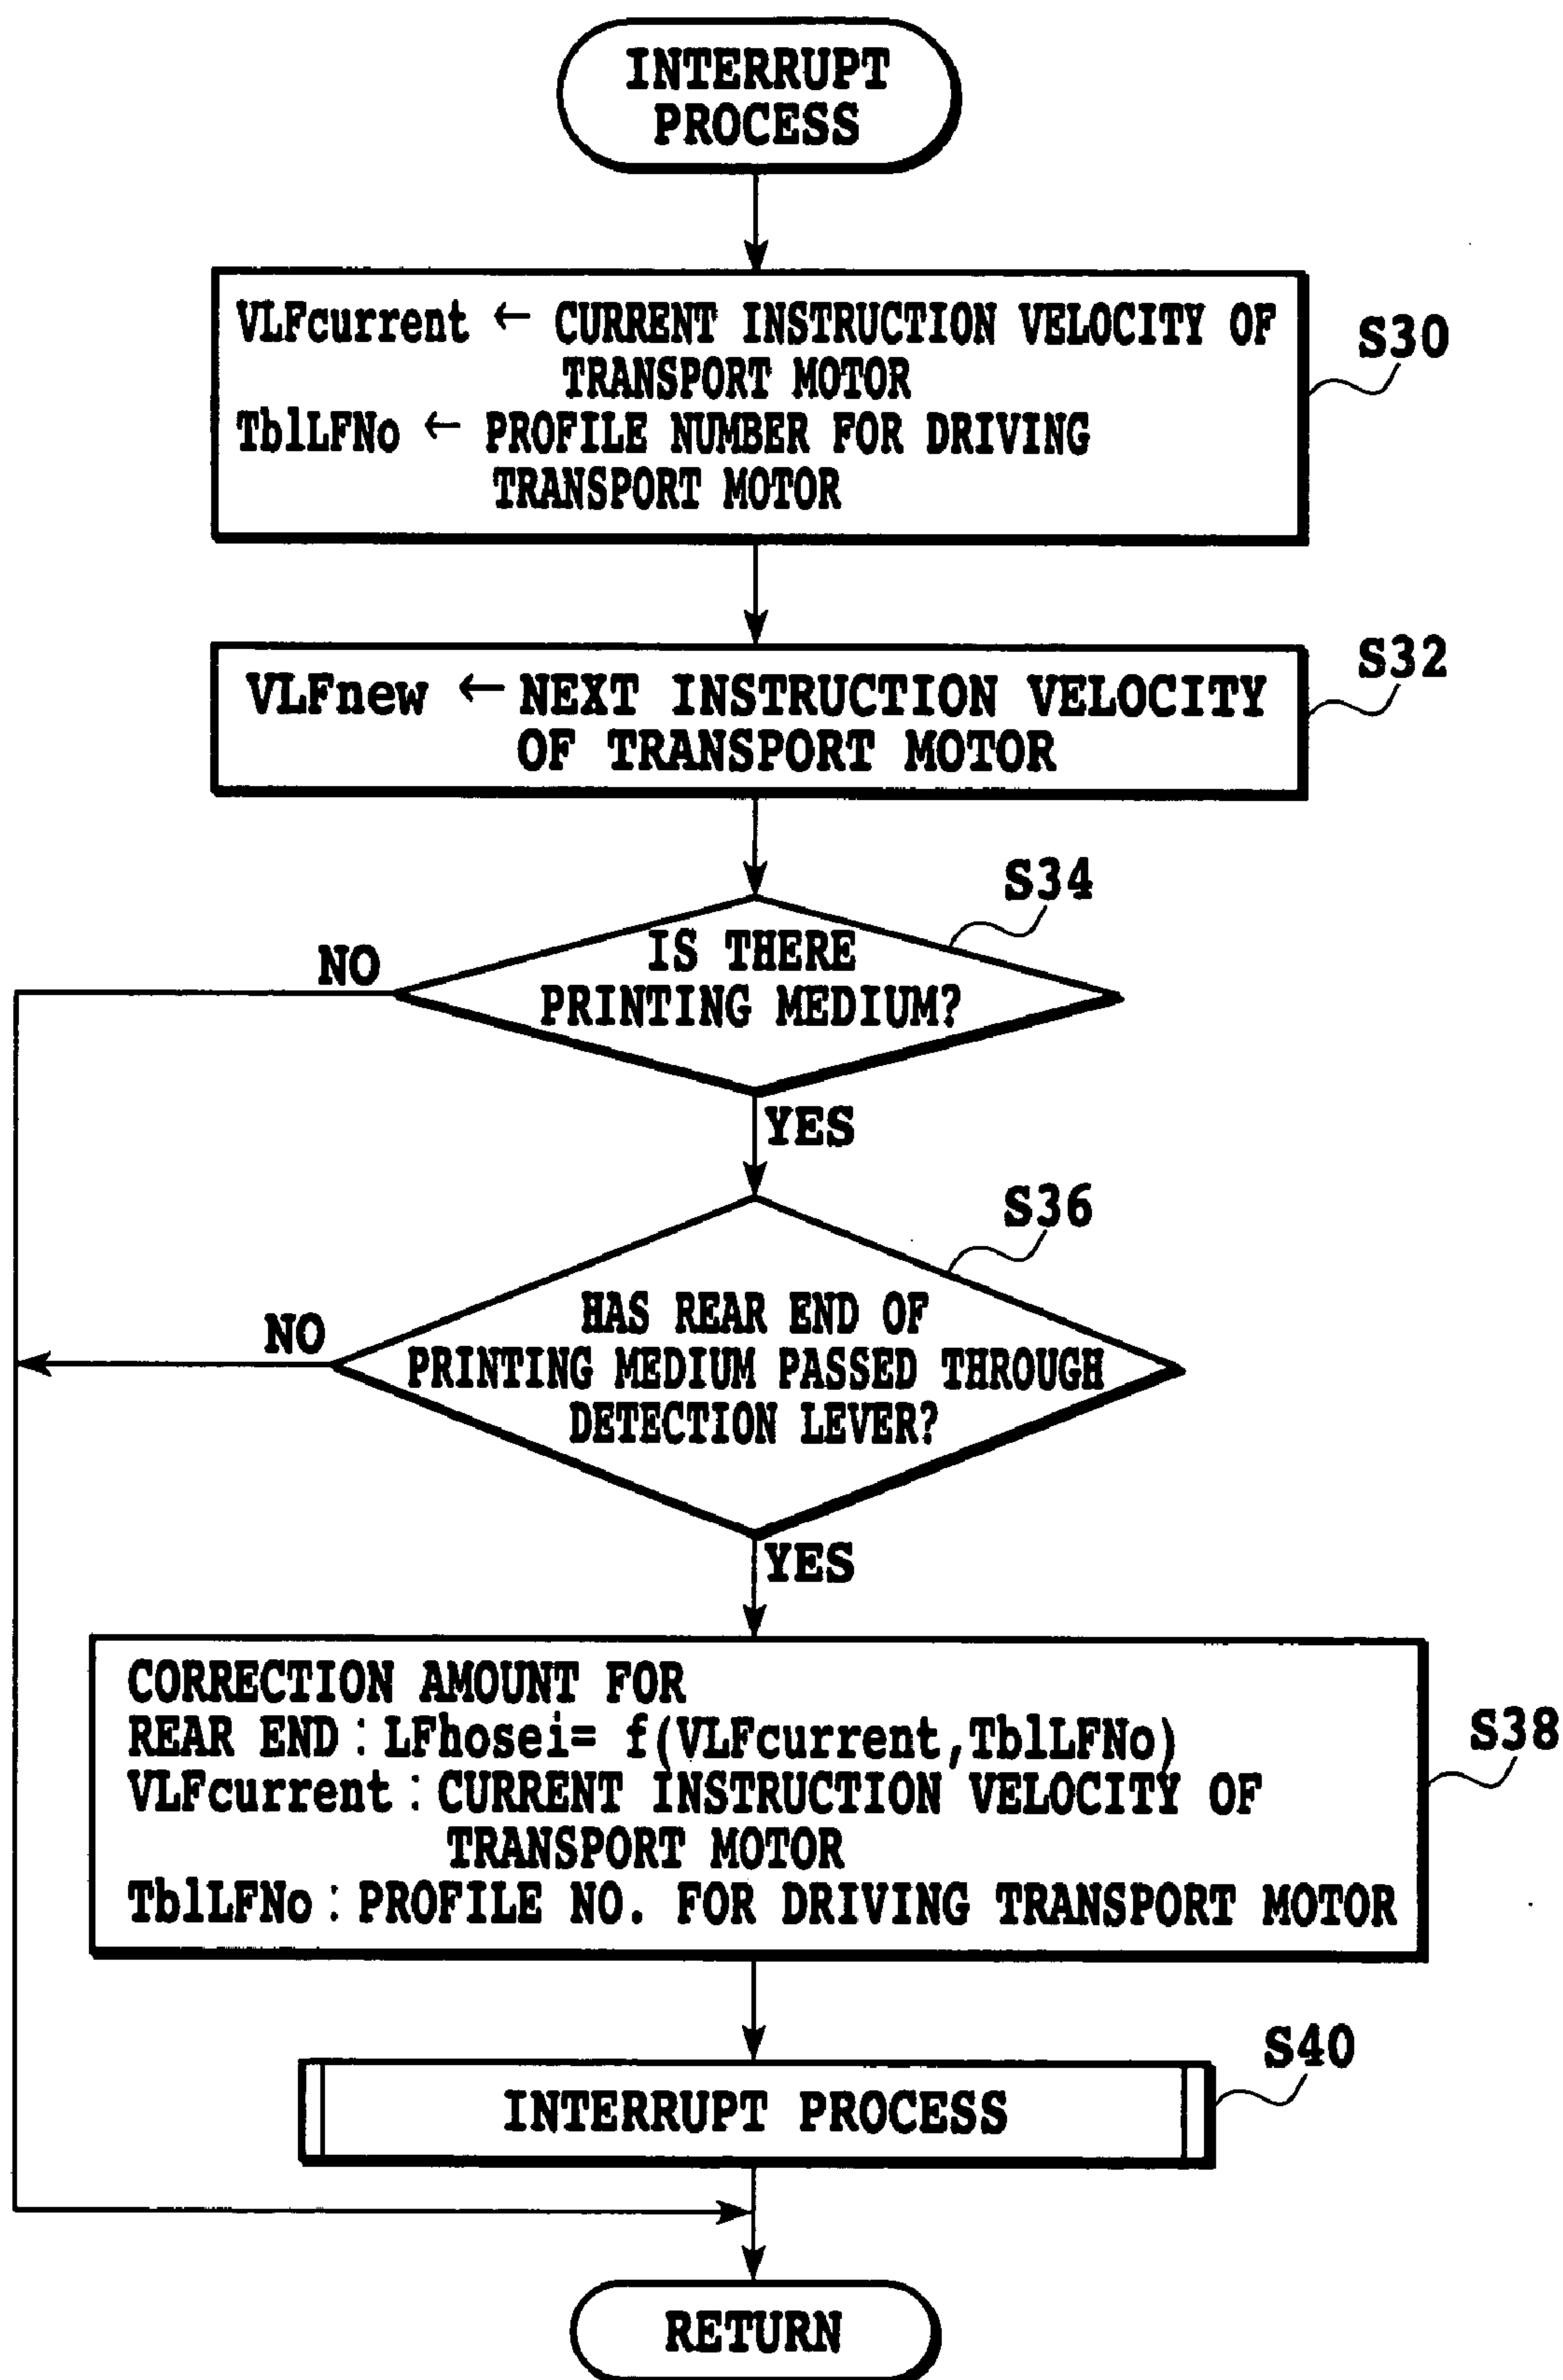 INTERRUPT
PROCESS
VLFcurrent ← CURRENT INSTRUCTION VELOCITY OF
TRANSPORT MOTOR
TblLFNo ← PROFILE NUMBER FOR DRIVING
TRANSPORT MOTOR
S30
VLFnew ← NEXT INSTRUCTION VELOCITY
OF TRANSPORT MOTOR
S32
S34
IS THERE
PRINTING MEDIUM?
NO
YES
S36
HAS REAR END OF
PRINTING MEDIUM PASSED THROUGH
DETECTION LEVER?
NO
YES
CORRECTION AMOUNT FOR
REAR END : LFhosei= f(VLFcurrent,TblLFNo)
VLFcurrent : CURRENT INSTRUCTION VELOCITY OF
TRANSPORT MOTOR
TblLFNo : PROFILE NO. FOR DRIVING TRANSPORT MOTOR
S38
S40
INTERRUPT PROCESS
RETURN